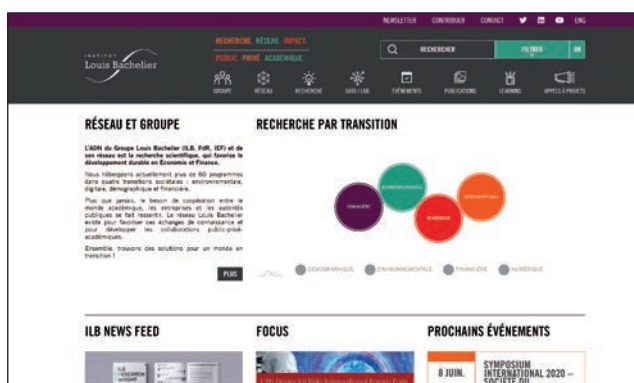 NEWSLETTER CONTRIBUER CONTACT ENG
INSTITUT
Louis Bachelier
RECHERCHE. RÉSEAU. IMPACT.
PUBLIC. PRIVÉ. ACADÉMIQUE.
RECHERCHER
FILTRER
OK
GROUPE RÉSEAU RECHERCHE DATA / LAB ÉVÉNEMENTS PUBLICATIONS LEARNING APPELS À PROJETS
RÉSEAU ET GROUPE
L'ADN du Groupe Louis Bachelier (ILB, FdR, IEF) et de
son réseau est la recherche scientifique, qui favorise le
développement durable en Économie et Finance.
Nous hébergeons actuellement plus de 60 programmes
dans quatre transitions sociétales - environnementale,
digitale, démographique et financière.
Plus que jamais, le besoin de coopération entre le
monde académique, les entreprises et les autorités
publiques se fait ressentir. Le réseau Louis Bachelier
existe pour favoriser ces échanges de connaissance et
pour développer les collaborations public-privé-
académiques.
Ensemble, trouvons des solutions pour un monde en
transition !
PLUS
RECHERCHE PAR TRANSITION
FINANCIÈRE
ENVIRONNEMENTALE
NUMÉRIQUE
DÉMOGRAPHIQUE
DÉMOGRAPHIQUE ENVIRONNEMENTALE FINANCIÈRE NUMÉRIQUE
ILB NEWS FEED
FOCUS
PROCHAINS ÉVÉNEMENTS
8 JUIN.
SYMPOSIUM
INTERNATIONAL 2020 –
SOCIÉTÉ DU